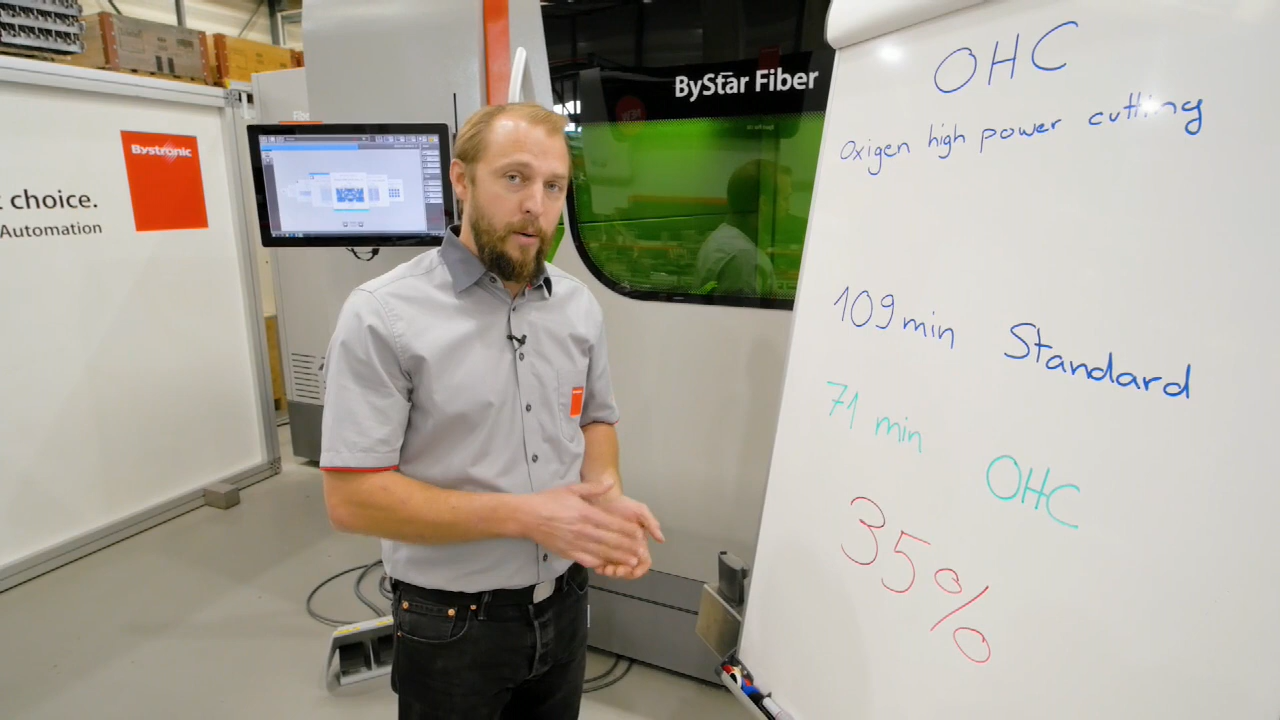 Bystronic
choice.
Automation
ByStar Fiber
OHC
Oxigen high power cutting
109 min Standard
71 min OHC
35%